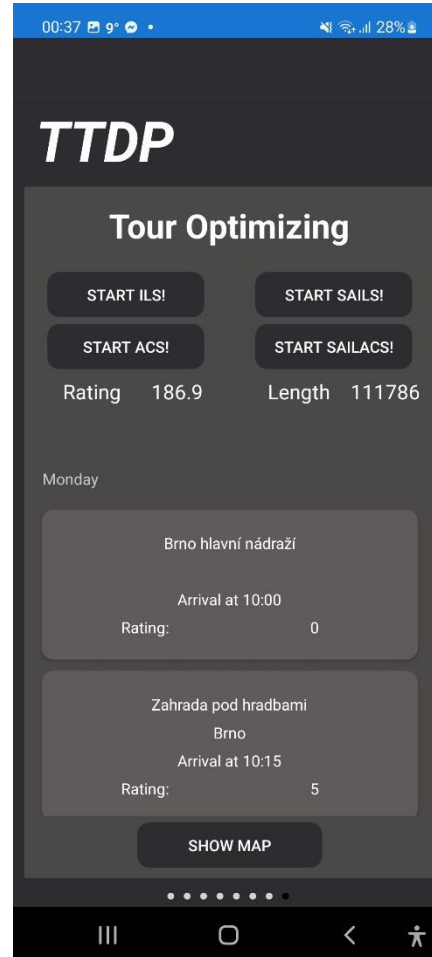 00:37 9° 28%
TTDP
Tour Optimizing
START ILS! START SAILS!
START ACS! START SAILACS!
Rating 186.9 Length 111786
Monday
Brno hlavní nádraží
Arrival at 10:00
Rating: 0
Zahrada pod hradbami
Brno
Arrival at 10:15
Rating: 5
SHOW MAP